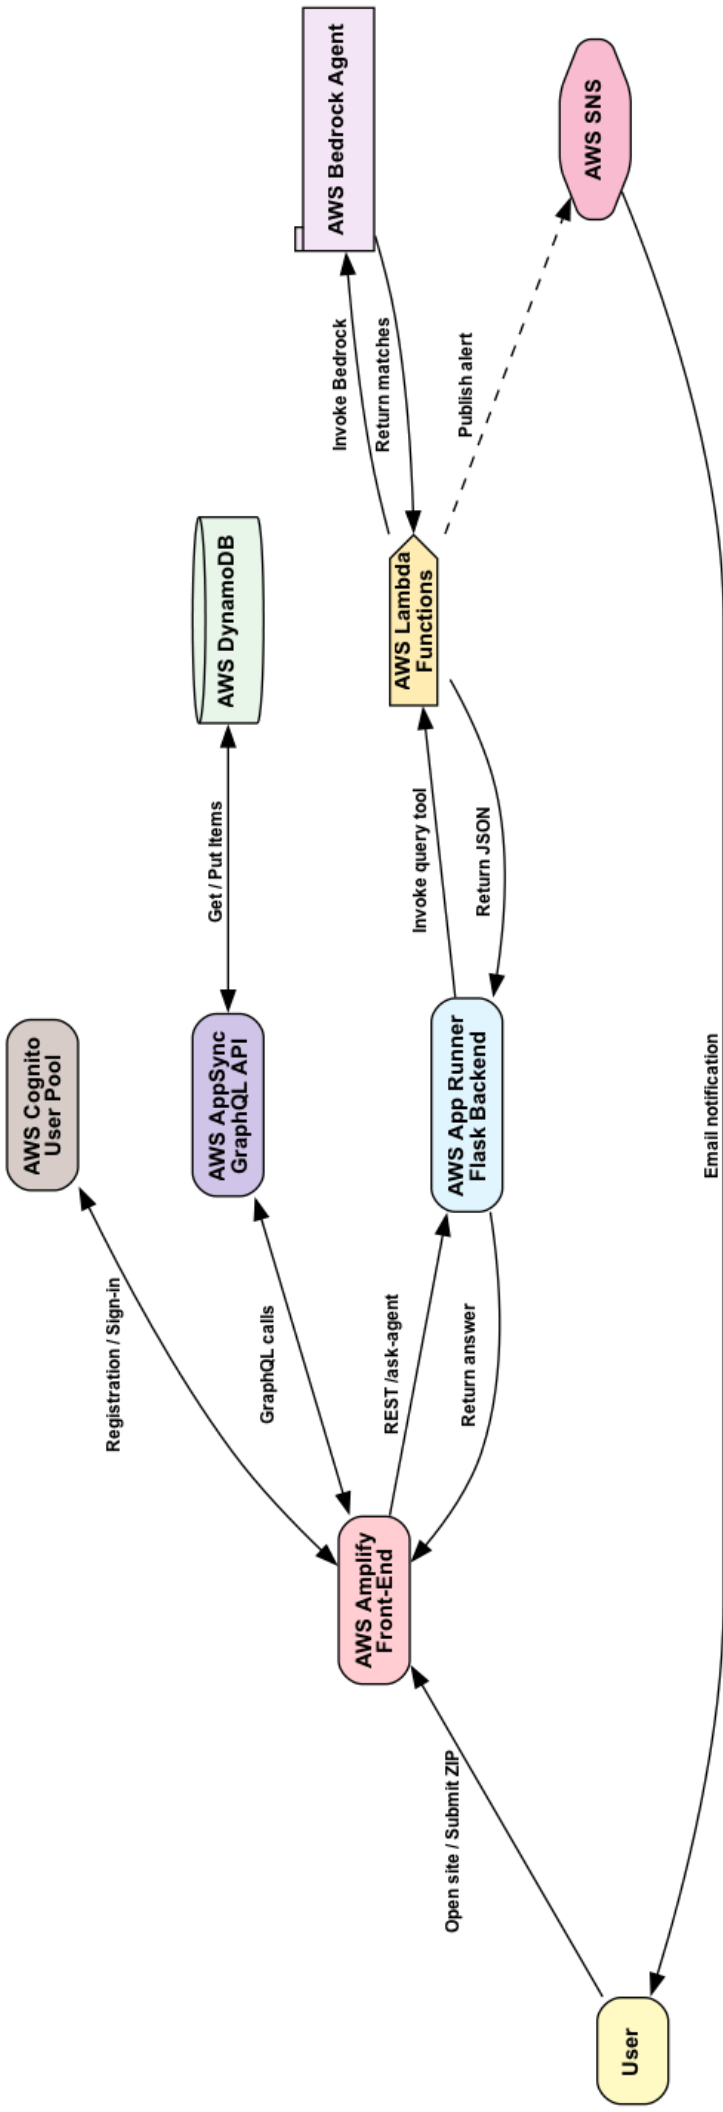 AWS Cognito
User Pool
Registration / Sign-in
AWS AppSync
GraphQL API
Get / Put Items
AWS DynamoDB
GraphQL calls
AWS Bedrock Agent
Invoke Bedrock
Return matches
AWS Lambda
Functions
Publish alert
AWS SNS
Invoke query tool
Return JSON
AWS App Runner
Flask Backend
REST /ask-agent
Return answer
AWS Amplify
Front-End
Open site / Submit ZIP
User
Email notification